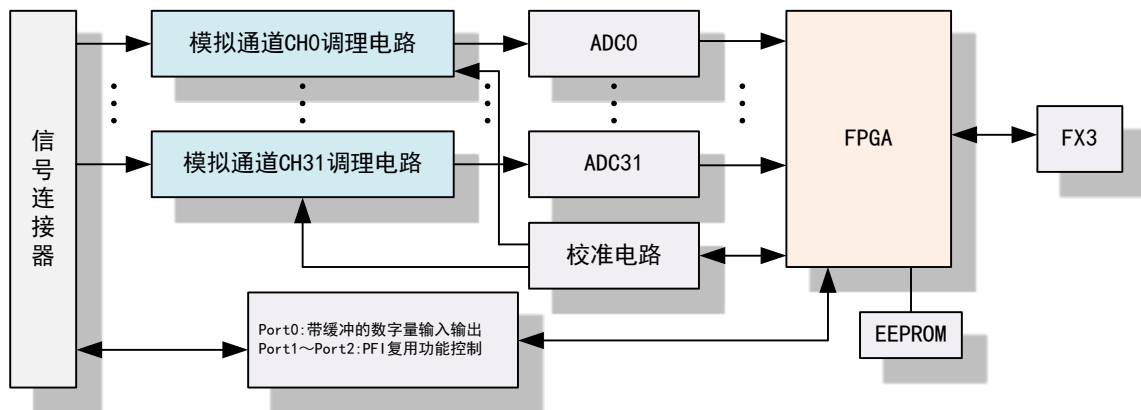 信号连接器
模拟通道CH0调理电路
ADC0
模拟通道CH31调理电路
ADC31
FPGA
FX3
校准电路
Port0:带缓冲的数字量输入输出
Port1～Port2:PFI复用功能控制
EEPROM